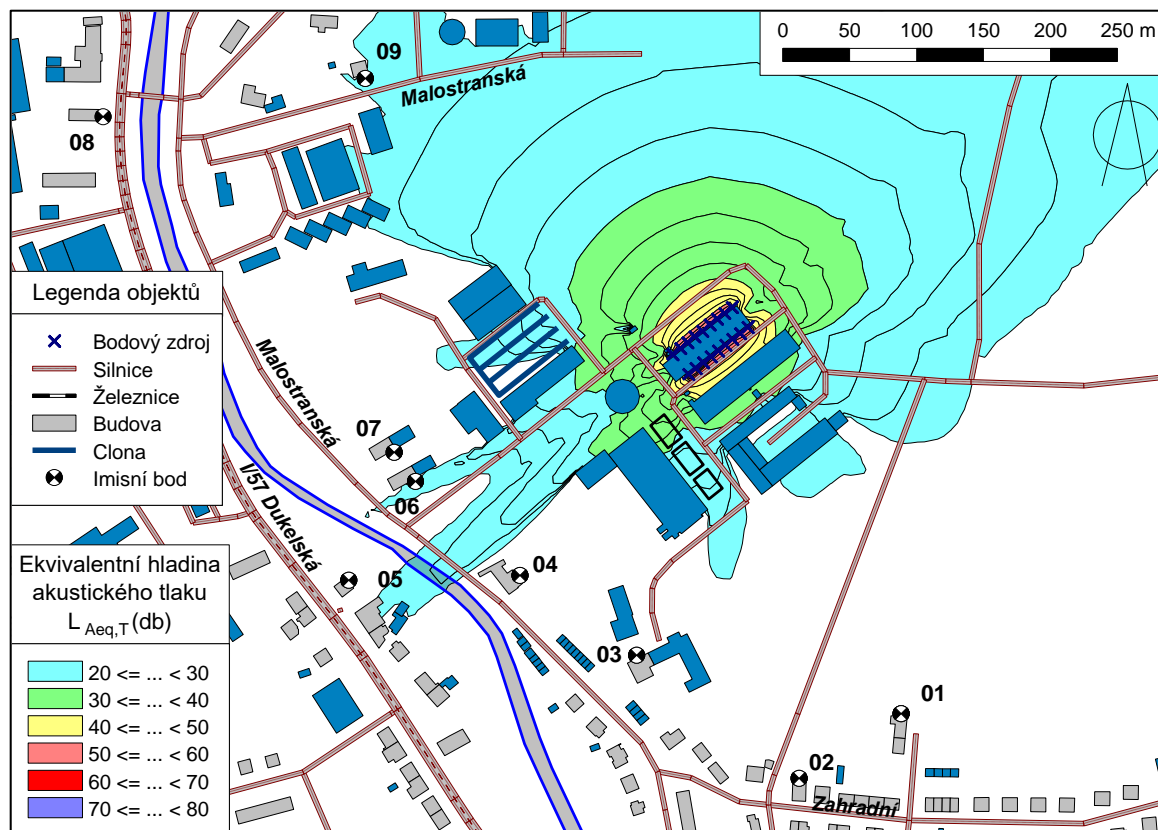 0 50 100 150 200 250 m
09
Malostranská
08
Legenda objektů
Bodový zdroj
Silnice
Železnice
Budova
Clona
Imisní bod
Malostranská
I/57 Dukelská
07
06
05
04
03
01
02
Zahradní
Ekvivalentní hladina
akustického tlaku
L Aeq,T (db)
20 <= ... < 30
30 <= ... < 40
40 <= ... < 50
50 <= ... < 60
60 <= ... < 70
70 <= ... < 80